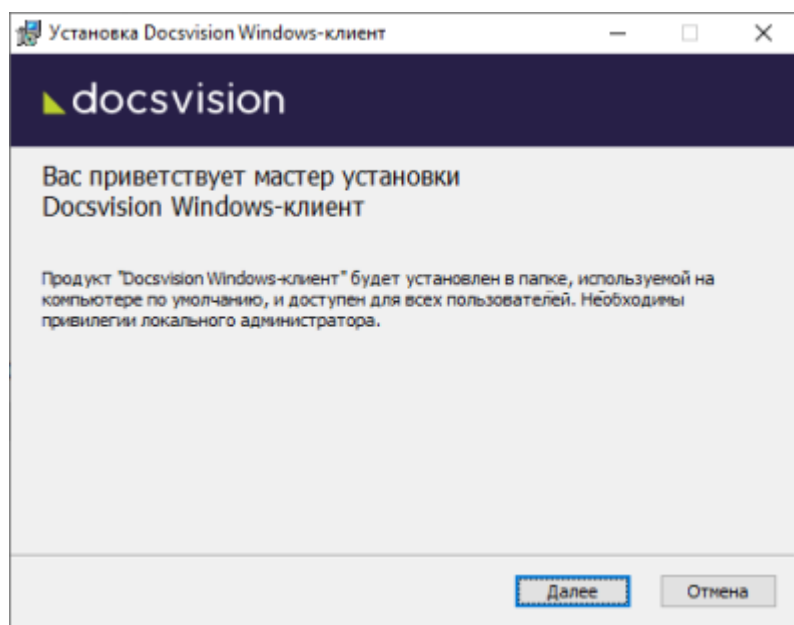 Установка Docsvision Windows-клиент
docsvision
Вас приветствует мастер установки
Docsvision Windows-клиент
Продукт "Docsvision Windows-клиент" будет установлен в папке, используемой на
компьютере по умолчанию, и доступен для всех пользователей. Необходимы
привилегии локального администратора.
Далее
Отмена